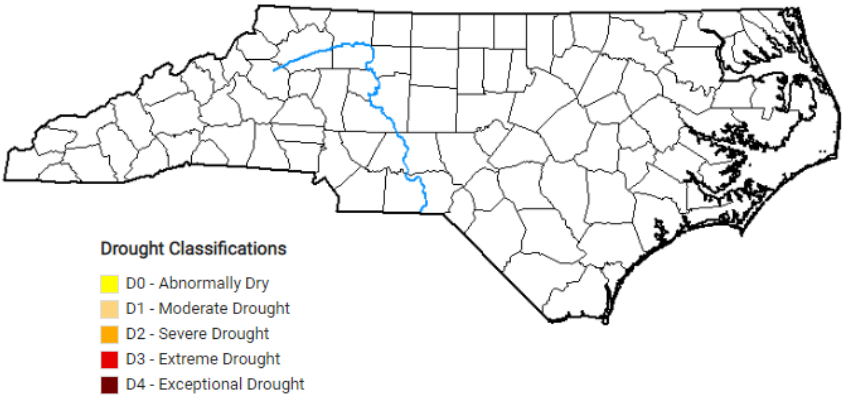 Drought Classifications
D0 - Abnormally Dry
D1 - Moderate Drought
D2 - Severe Drought
D3 - Extreme Drought
D4 - Exceptional Drought